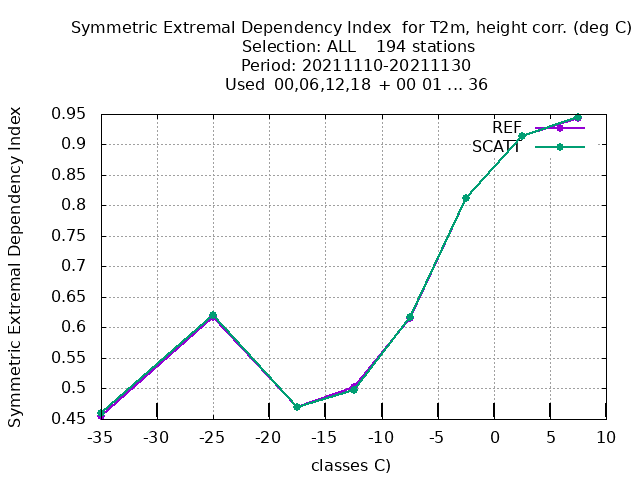 Symmetric Extremal Dependency Index  for T2m, height corr. (deg C)
Selection: ALL    194 stations
Period: 20211110-20211130
Used  00,06,12,18  + 00 01 ... 36
Symmetric Extremal Dependency Index
0.95
0.9
0.85
0.8
0.75
0.7
0.65
0.6
0.55
0.5
0.45
REF
SCATT
-35 -30 -25 -20 -15 -10 -5 0 5 10
classes C)